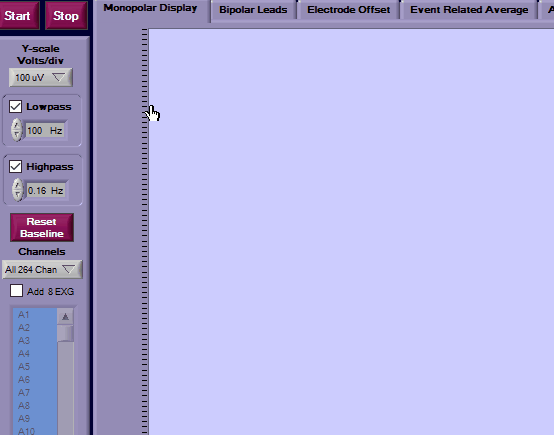 Start Stop
Monopolar Display Bipolar Leads Electrode Offset Event Related Average A
Y-scale
Volts/div
100 uV
Lowpass
100 Hz
Highpass
0.16 Hz
Reset
Baseline
Channels
All 264 Chan
Add 8 EXG
A1
A2
A3
A4
A5
A6
A7
A8
A9
A10